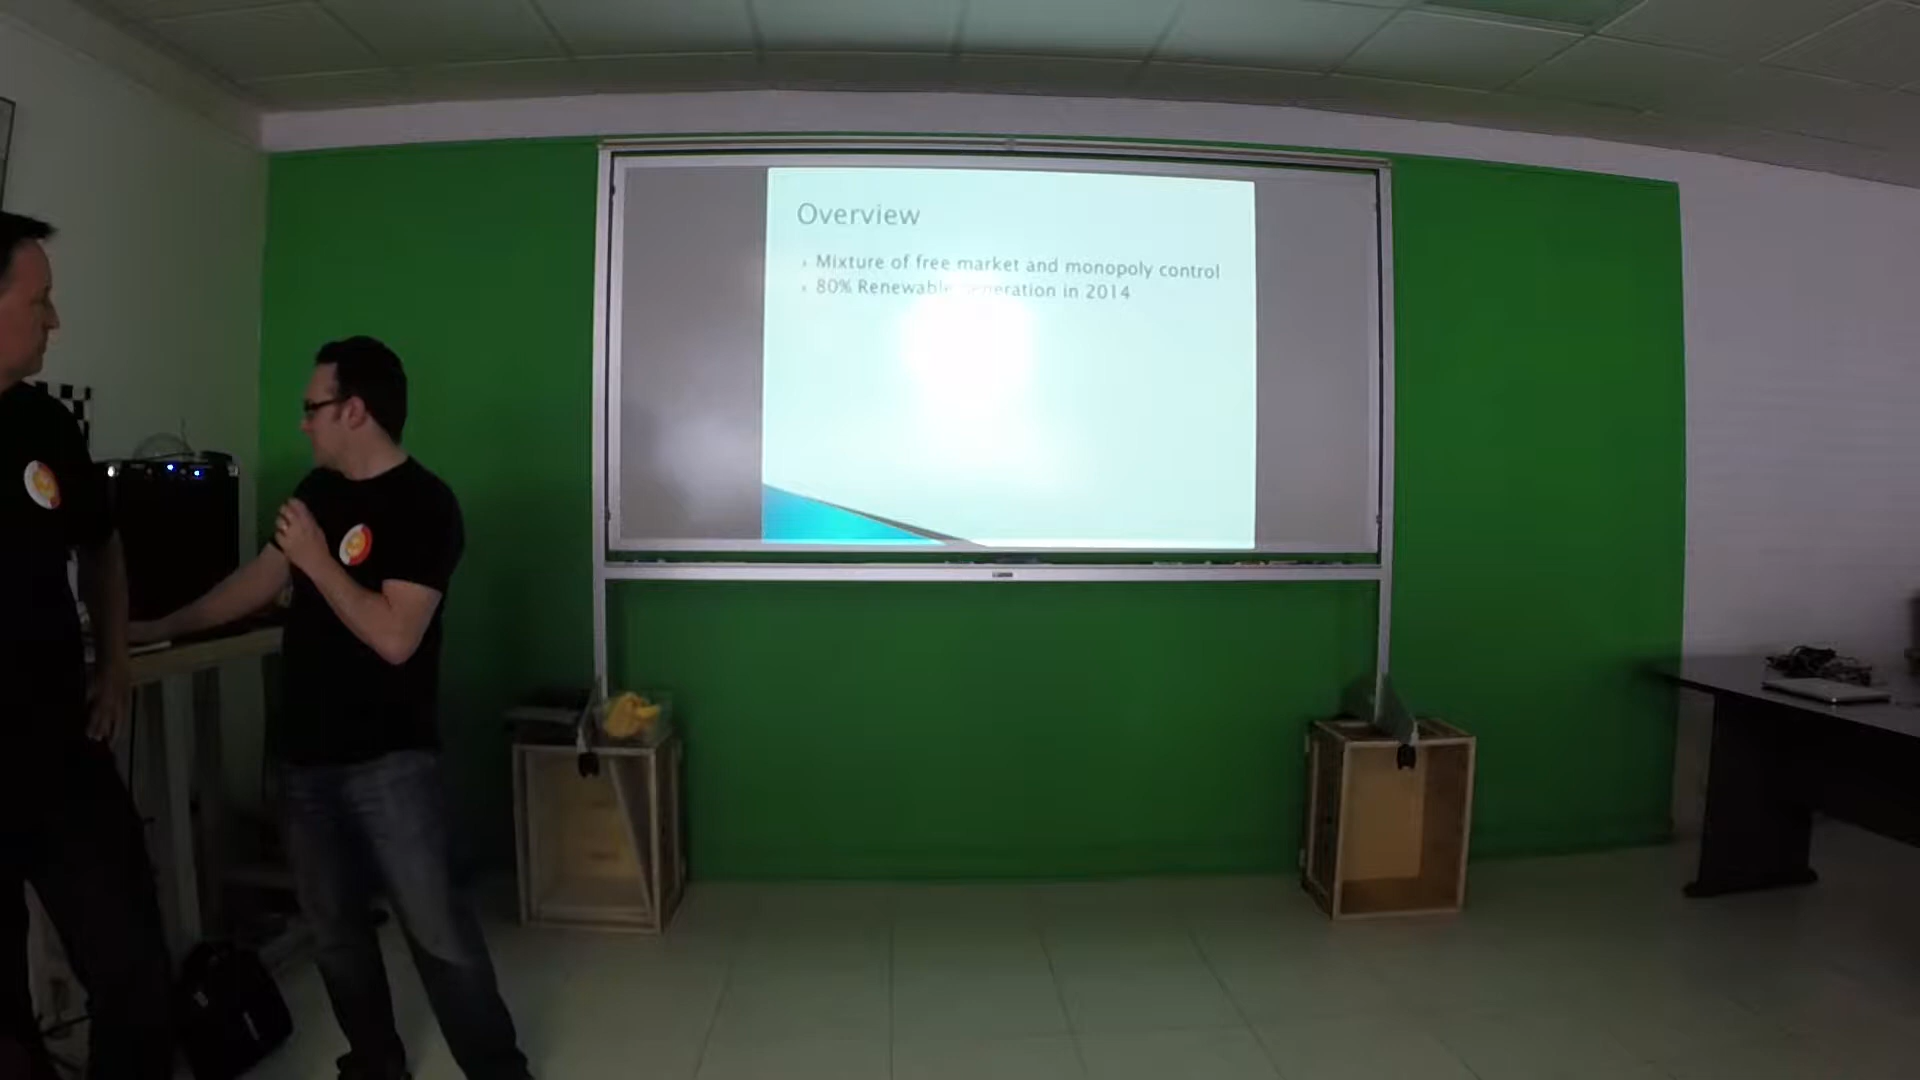 Overview
Mixture of free market and monopoly control
80% Renewable generation in 2014